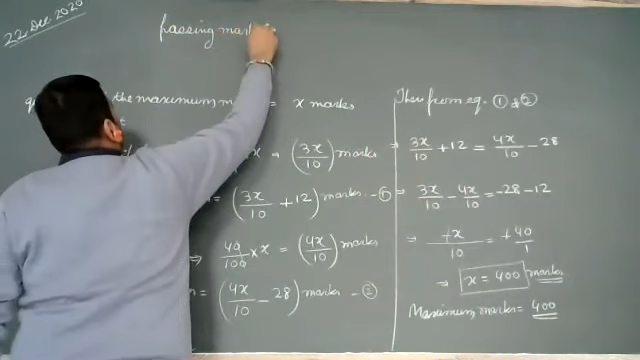 22 Dec 2020
passing mark
the maximum m = x marks
x → (3x/10) marks
= (3x/10 + 12) marks - ①
⇒ 40/100 × x = (4x/10) marks
= (4x/10 - 28) marks - ②
Then from eq. ① & ②
⇒ 3x/10 + 12 = 4x/10 - 28
⇒ 3x/10 - 4x/10 = -28 - 12
⇒ +x/10 = +40/1
⇒ x = 400 marks
Maximum marks = 400